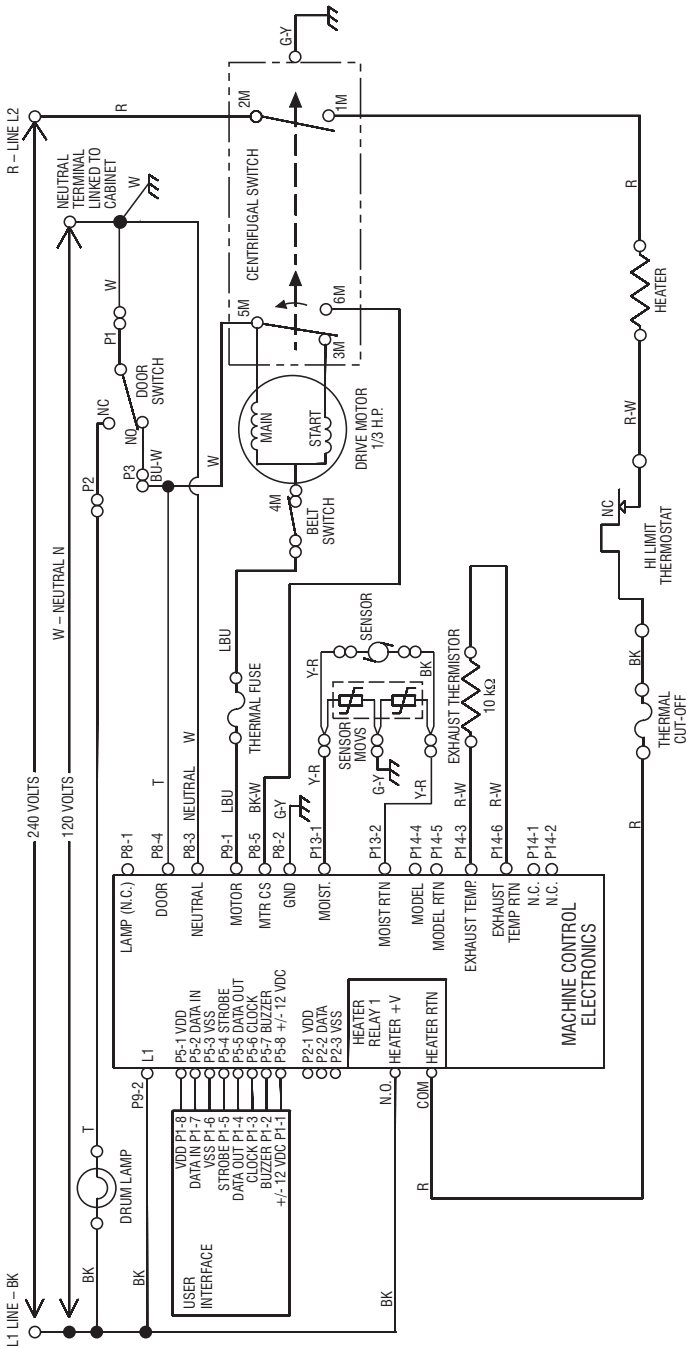 L1 LINE – BK
R – LINE L2
240 VOLTS
W – NEUTRAL N
120 VOLTS
NEUTRAL
TERMINAL
LINKED TO
CABINET
W
BK
DRUM LAMP
T
P2
NC
NO
P1
W
DOOR
SWITCH
P3
BU-W
R
BK
P9-2
L1
LAMP (N.C.)
P8-1
DOOR
P8-4
T
NEUTRAL
P8-3
NEUTRAL
W
W
MOTOR
P9-1
LBU
THERMAL FUSE
LBU
BELT
SWITCH
4M
MTR CS
P8-5
BK-W
GND
P8-2
G-Y
MAIN
START
DRIVE MOTOR
1/3 H.P.
CENTRIFUGAL SWITCH
5M
6M
3M
2M
1M
G-Y
USER
INTERFACE
VDD P1-8
DATA IN P1-7
VSS P1-6
STROBE P1-5
DATA OUT P1-4
CLOCK P1-3
BUZZER P1-2
+/- 12 VDC P1-1
P5-1 VDD
P5-2 DATA IN
P5-3 VSS
P5-4 STROBE
P5-5 DATA OUT
P5-6 CLOCK
P5-7 BUZZER
P5-8 +/- 12 VDC
P2-1 VDD
P2-2 DATA
P2-3 VSS
MOIST.
P13-1
Y-R
Y-R
SENSOR
SENSOR
MOVS
G-Y
MOIST RTN
P13-2
Y-R
BK
MODEL
P14-4
MODEL RTN
P14-5
EXHAUST TEMP.
P14-3
R-W
EXHAUST THERMISTOR
10 kΩ
EXHAUST
TEMP RTN
P14-6
R-W
N.C.
P14-1
N.C.
P14-2
HEATER
RELAY 1
HEATER +V
HEATER RTN
BK
N.O.
COM
R
MACHINE CONTROL
ELECTRONICS
R
THERMAL
CUT-OFF
BK
NC
HI LIMIT
THERMOSTAT
R-W
HEATER
R